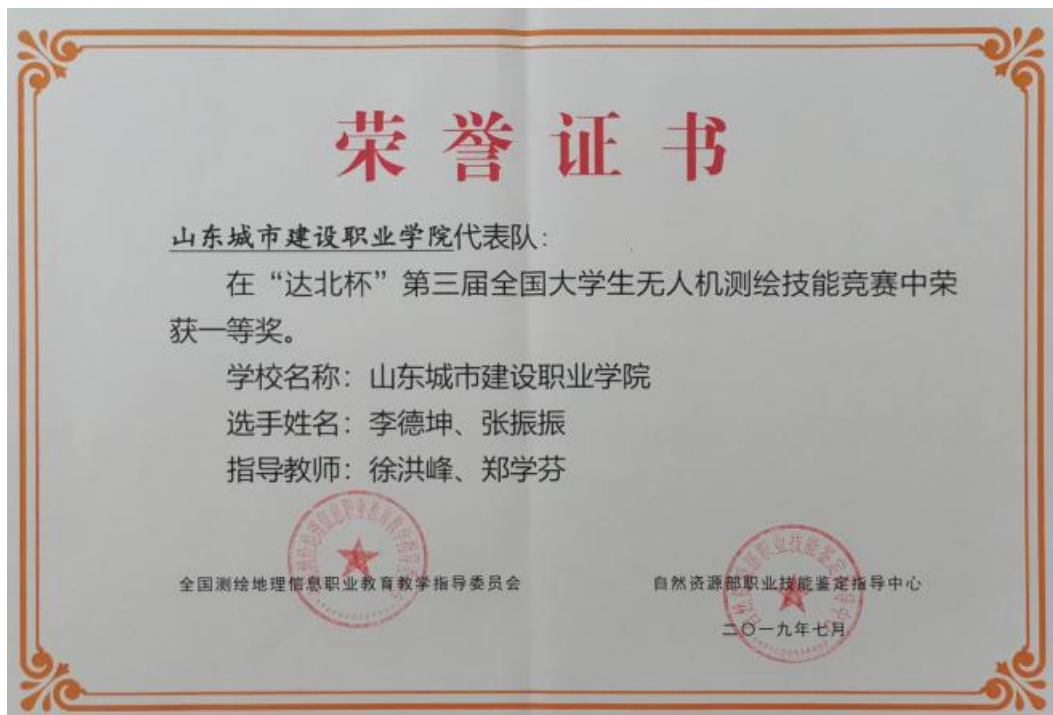 荣誉证书
山东城市建设职业学院代表队：
在“达北杯”第三届全国大学生无人机测绘技能竞赛中荣
获一等奖。
学校名称：山东城市建设职业学院
选手姓名：李德坤、张振振
指导教师：徐洪峰、郑学芬
全国测绘地理信息职业教育教学指导委员会
自然资源部职业技能鉴定指导中心
二〇一九年七月